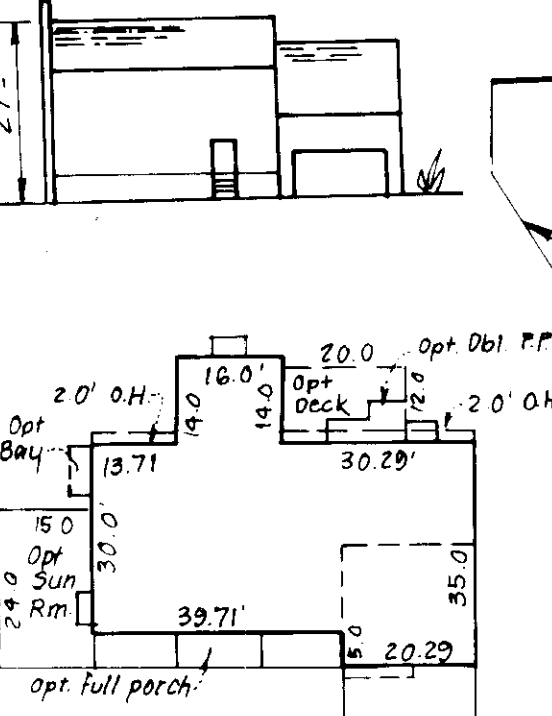 20.0
Opt. Dbl. F.P.
16.0'
Opt
Deck
12.0
2.0' O.H.
14.0
14.0
2.0' O.H
Opt
Bay
13.71'
30.29'
15.0
30.0'
Opt
Sun
Rm.
24.0
35.0
39.71'
5.0
20.29
opt. Full porch